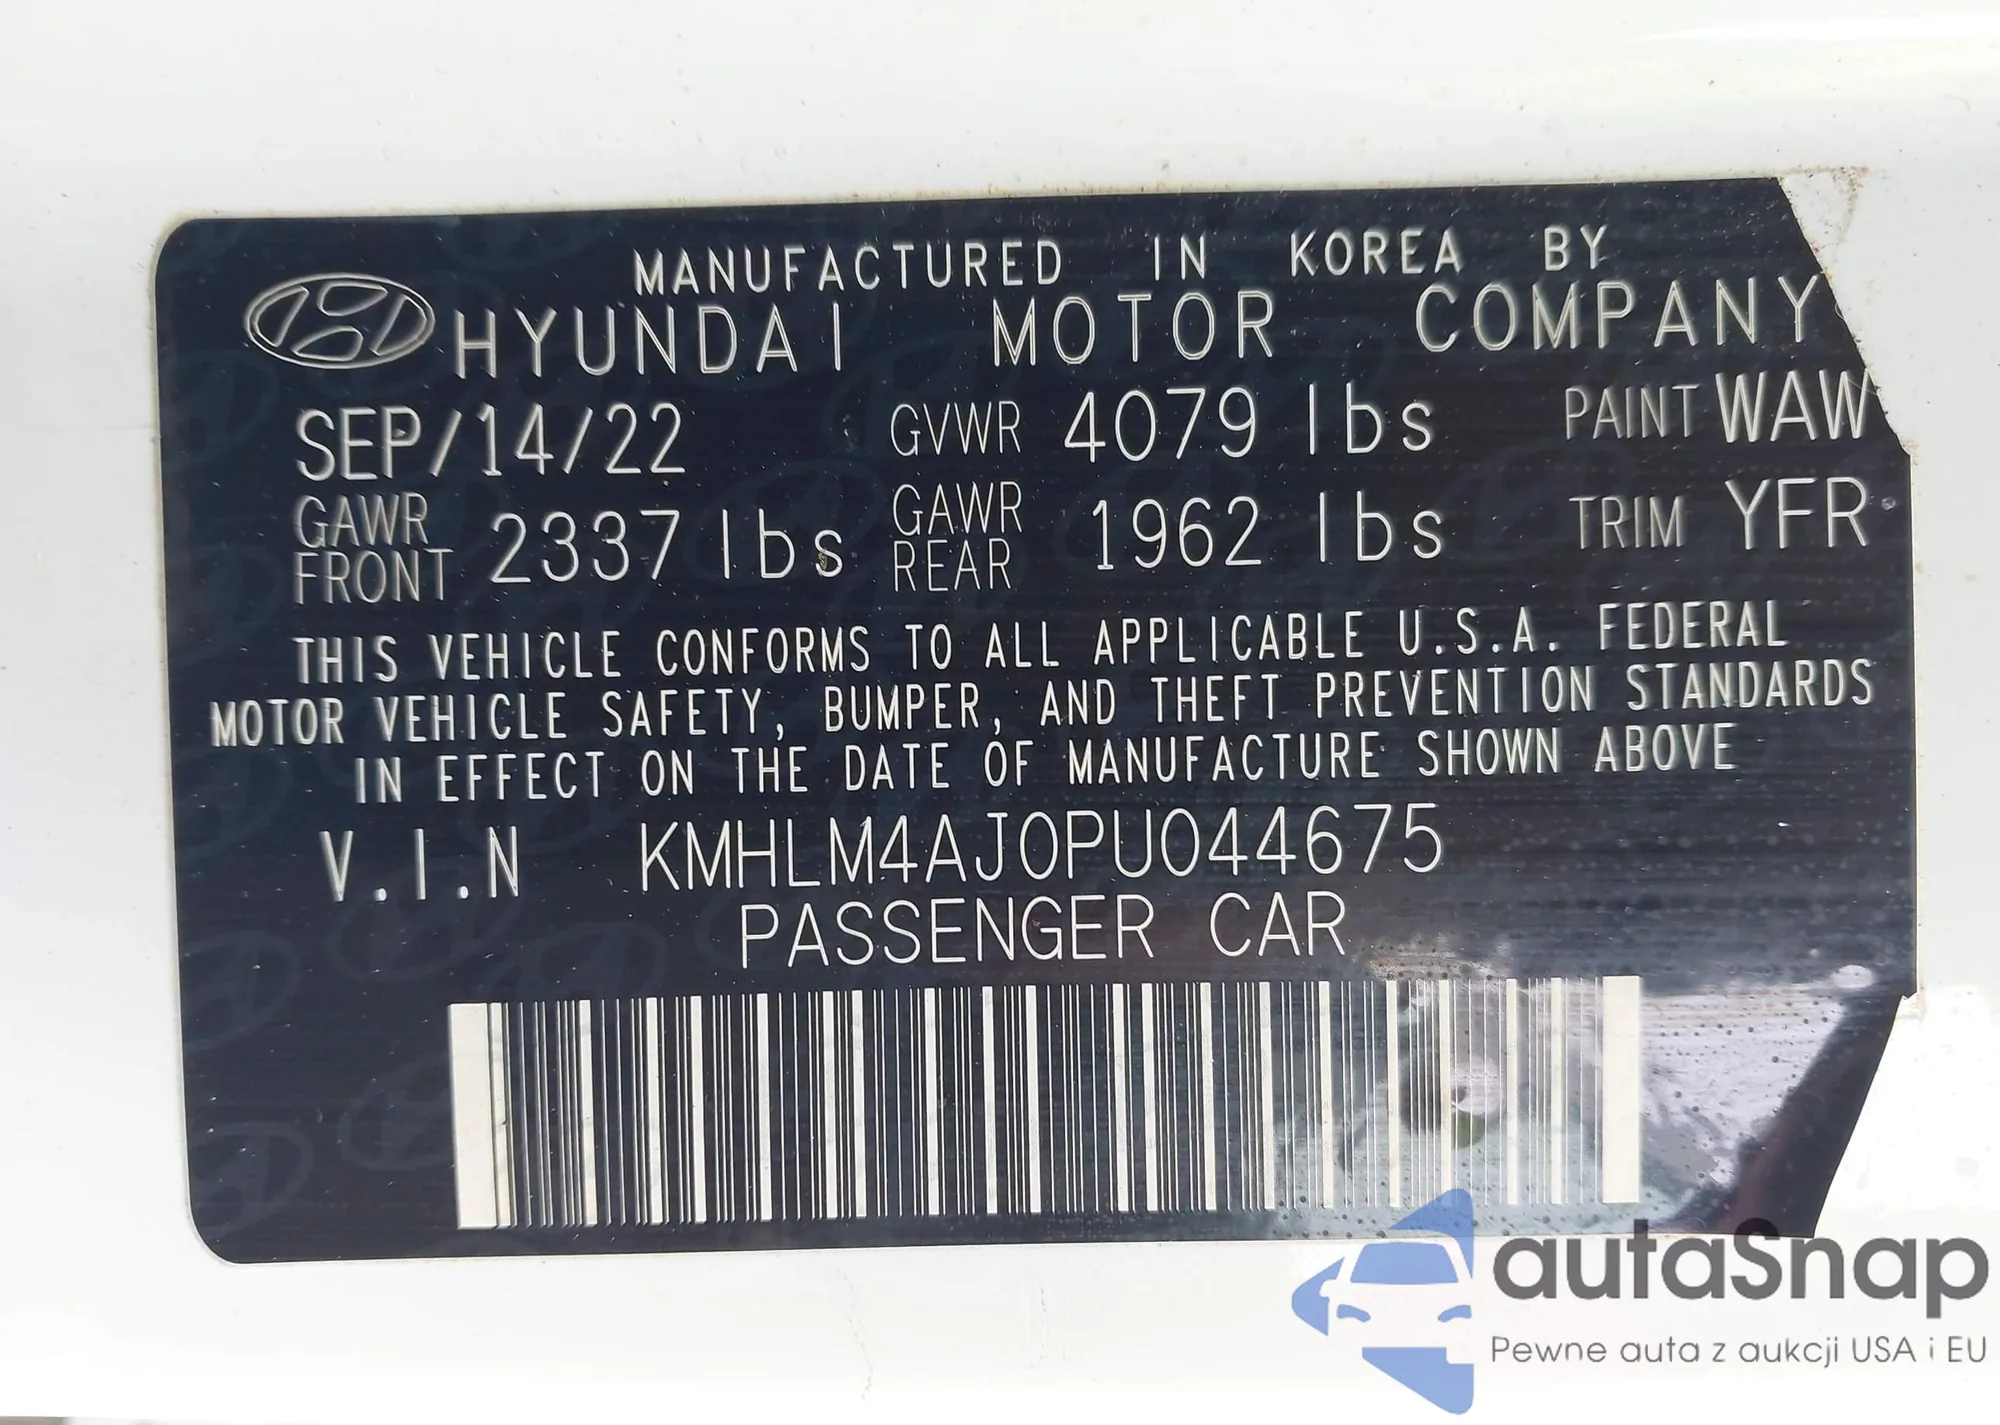 MANUFACTURED IN KOREA BY
HYUNDAI MOTOR COMPANY
SEP/14/22 GVWR 4079 lbs PAINT WAW
GAWR FRONT 2337 lbs GAWR REAR 1962 lbs TRIM YFR
THIS VEHICLE CONFORMS TO ALL APPLICABLE U.S.A. FEDERAL
MOTOR VEHICLE SAFETY, BUMPER, AND THEFT PREVENTION STANDARDS
IN EFFECT ON THE DATE OF MANUFACTURE SHOWN ABOVE
V.I.N KMHLM4AJ0PU044675
PASSENGER CAR
autaSnap
Pewne auta z aukcji USA i EU